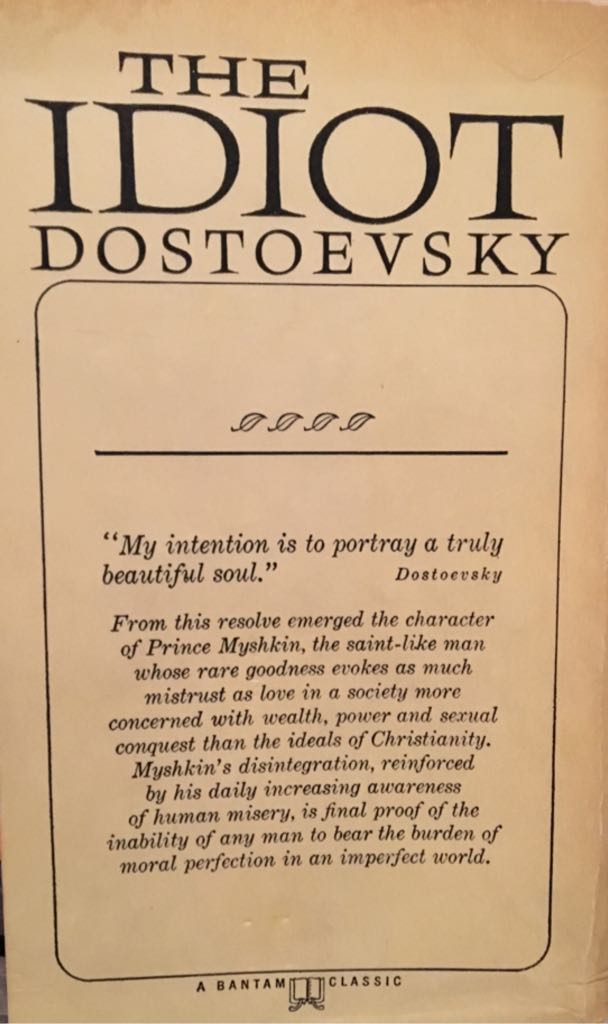 THE
IDIOT
DOSTOEVSKY
“My intention is to portray a truly
beautiful soul.” Dostoevsky
From this resolve emerged the character
of Prince Myshkin, the saint-like man
whose rare goodness evokes as much
mistrust as love in a society more
concerned with wealth, power and sexual
conquest than the ideals of Christianity.
Myshkin's disintegration, reinforced
by his daily increasing awareness
of human misery, is final proof of the
inability of any man to bear the burden of
moral perfection in an imperfect world.
A BANTAM CLASSIC